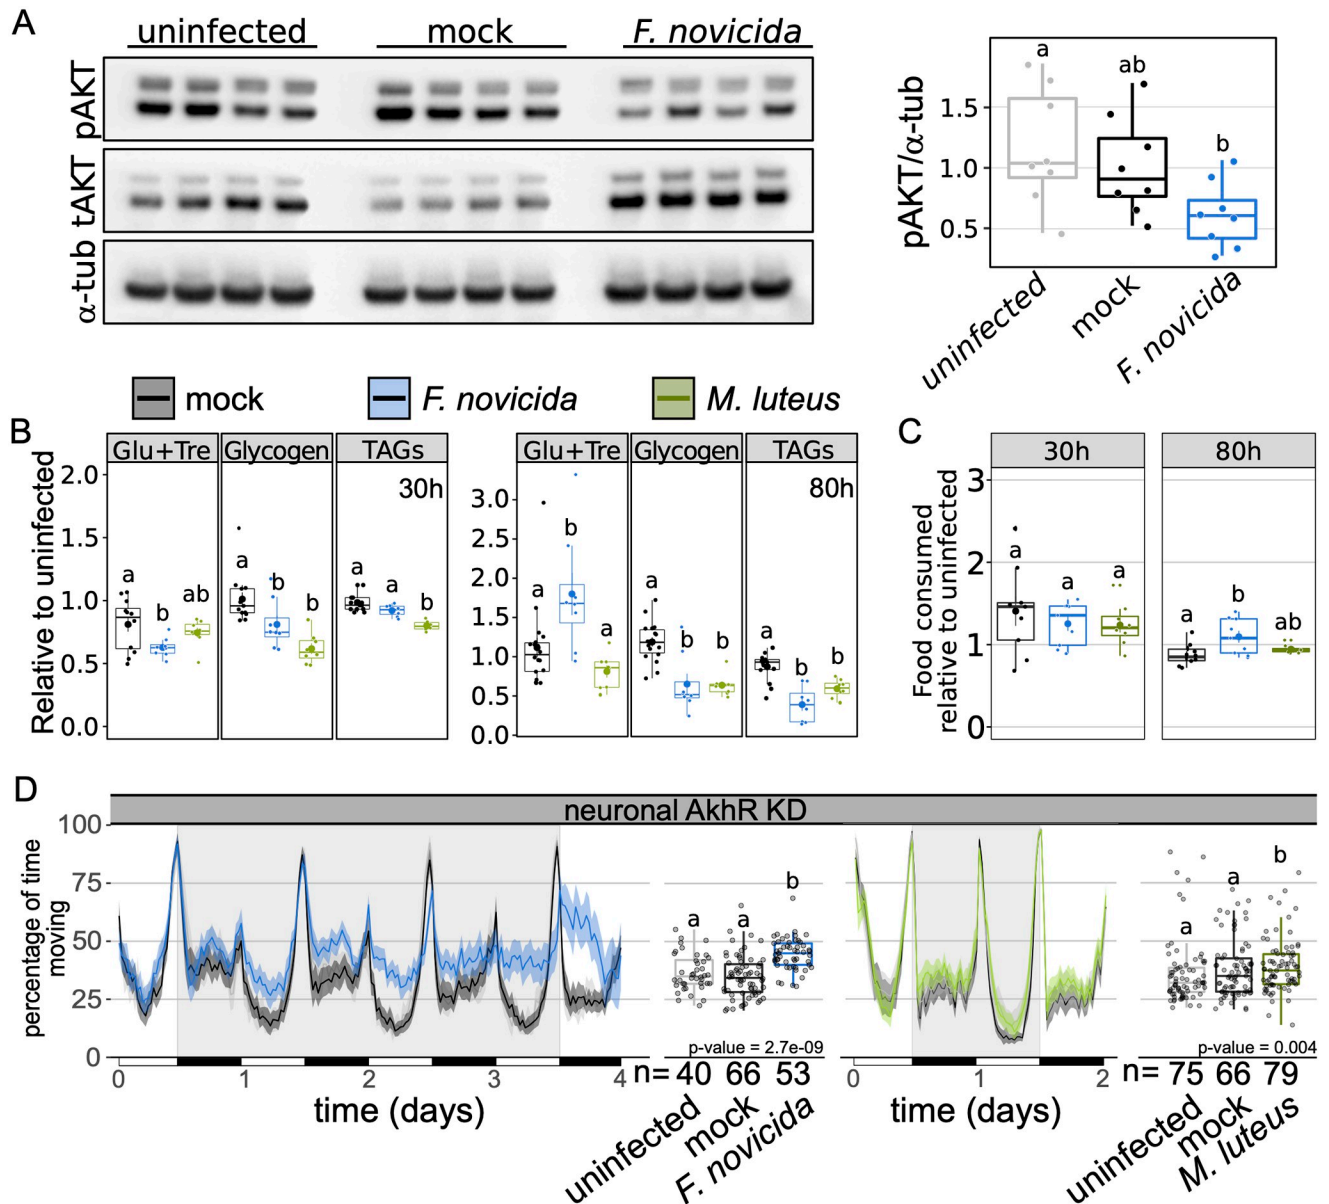 A
uninfected mock F. novicida
pAKT
tAKT
α-tub
pAKT/α-tub
1.5
1.0
0.5
a ab b
uninfected mock F. novicida
mock F. novicida M. luteus
B
Relative to uninfected
Glu+Tre Glycogen TAGs
30h
2.0
1.5
1.0
0.5
0.0
a b ab
a b b
a a b
Glu+Tre Glycogen TAGs
80h
3.0
2.5
2.0
1.5
1.0
0.5
0.0
a b a
a b b
a b b
C
Food consumed
relative to uninfected
30h 80h
3
2
1
0
a a a
a b ab
D
neuronal AkhR KD
percentage of time
moving
100
75
50
25
0
0 1 2 3 4
time (days)
a a b
p-value = 2.7e-09
n= 40 66 53
uninfected mock F. novicida
0 1 2
time (days)
a a b
p-value = 0.004
n= 75 66 79
uninfected mock M. luteus